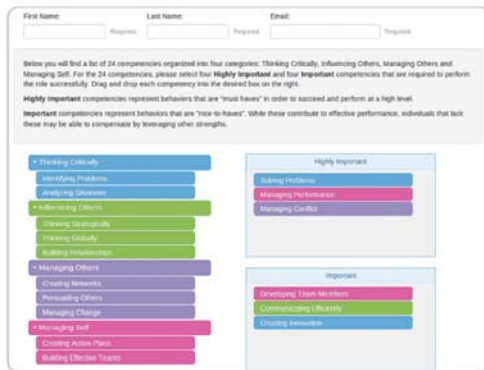 First Name:
Last Name:
Email:
Required.
Required.
Required.
Below you will find a list of 24 competencies organized into four categories: Thinking Critically, Influencing Others, Managing Others and
Managing Self. For the 24 competencies, please select four Highly Important and four Important competencies that are required to perform
the role successfully. Drag and drop each competency into the desired box on the right.
Highly Important competencies represent behaviors that are "must haves" in order to succeed and perform at a high level.
Important competencies represent behaviors that are "nice-to-haves". While these contribute to effective performance, individuals that lack
these may be able to compensate by leveraging other strengths.
Thinking Critically
Identifying Problems
Analyzing Situations
Influencing Others
Thinking Strategically
Thinking Globally
Building Relationships
Managing Others
Creating Networks
Persuading Others
Managing Change
Managing Self
Creating Action Plans
Building Effective Teams
Highly Important
Solving Problems
Managing Performance
Managing Conflict
Important
Developing Team Members
Communicating Efficiently
Creating Innovation